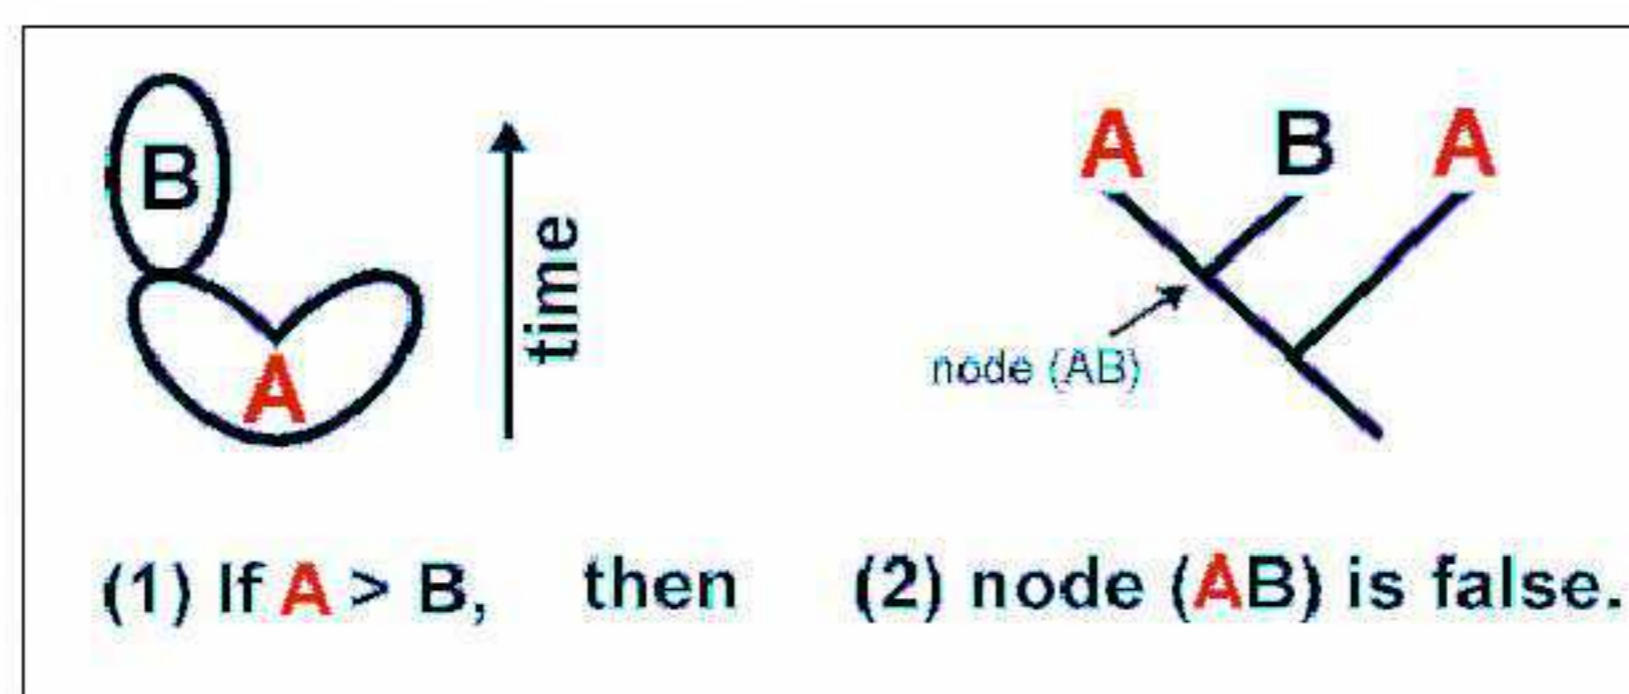 B
A
time
A B A
node (AB)
(1) If A > B, then (2) node (AB) is false.